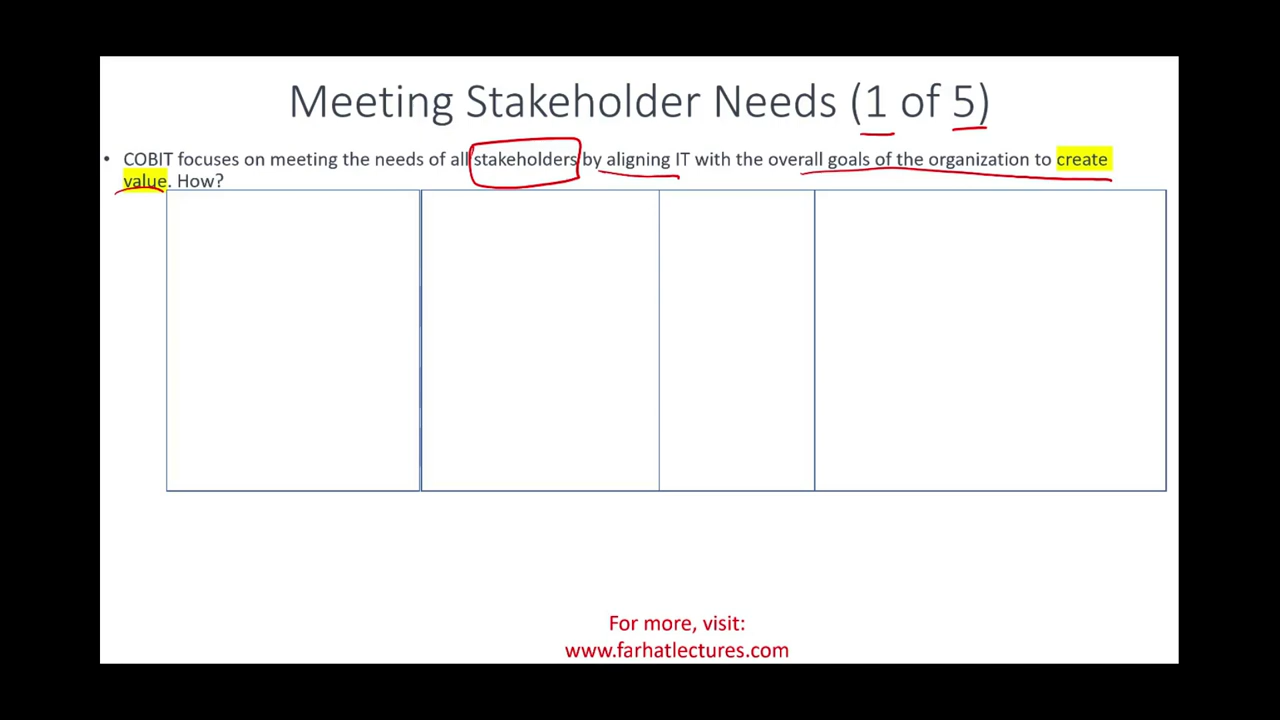 Meeting Stakeholder Needs (1 of 5)
• COBIT focuses on meeting the needs of all stakeholders by aligning IT with the overall goals of the organization to create
value. How?
For more, visit:
www.farhatlectures.com